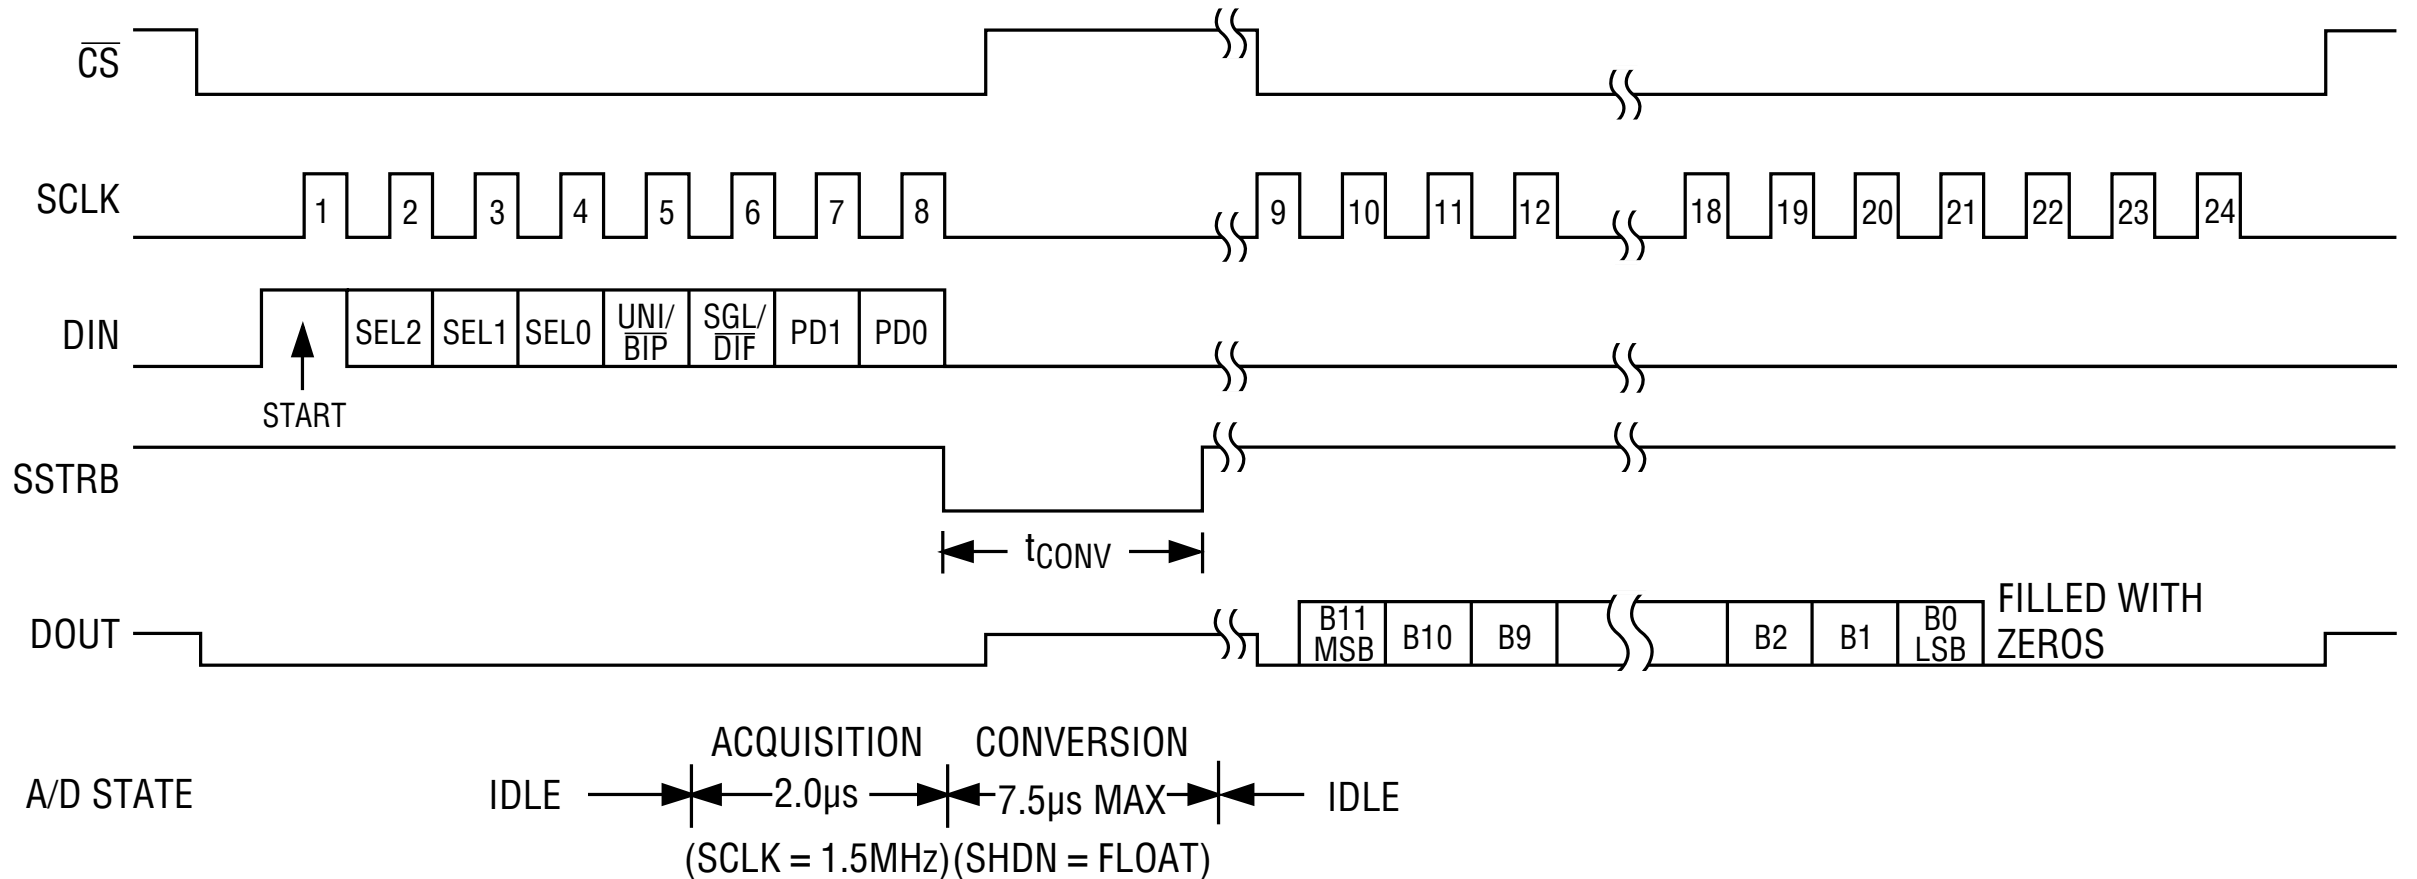 CS
SCLK
1 2 3 4 5 6 7 8 9 10 11 12 18 19 20 21 22 23 24
DIN
SEL2 SEL1 SEL0 UNI/ BIP SGL/ DIF PD1 PD0
START
SSTRB
tCONV
DOUT
B11 MSB B10 B9 B2 B1 B0 LSB
FILLED WITH
ZEROS
ACQUISITION CONVERSION
A/D STATE IDLE 2.0µs 7.5µs MAX IDLE
(SCLK = 1.5MHz) (SHDN = FLOAT)